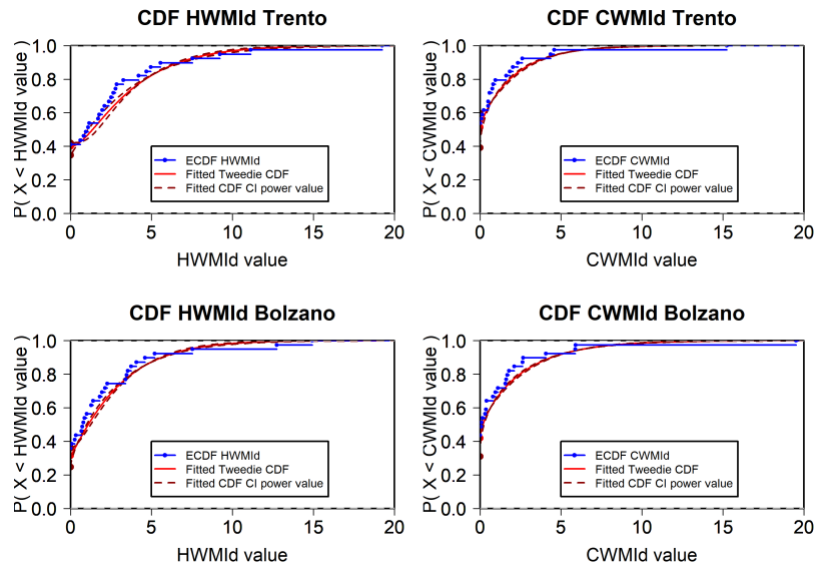 CDF HWMId Trento
P( X < HWMId value )
1.0
0.8
0.6
0.4
0.2
0.0
ECDF HWMId
Fitted Tweedie CDF
Fitted CDF CI power value
0 5 10 15 20
HWMId value
CDF CWMId Trento
P( X < CWMId value )
1.0
0.8
0.6
0.4
0.2
0.0
ECDF CWMId
Fitted Tweedie CDF
Fitted CDF CI power value
0 5 10 15 20
CWMId value
CDF HWMId Bolzano
P( X < HWMId value )
1.0
0.8
0.6
0.4
0.2
0.0
ECDF HWMId
Fitted Tweedie CDF
Fitted CDF CI power value
0 5 10 15 20
HWMId value
CDF CWMId Bolzano
P( X < CWMId value )
1.0
0.8
0.6
0.4
0.2
0.0
ECDF CWMId
Fitted Tweedie CDF
Fitted CDF CI power value
0 5 10 15 20
CWMId value